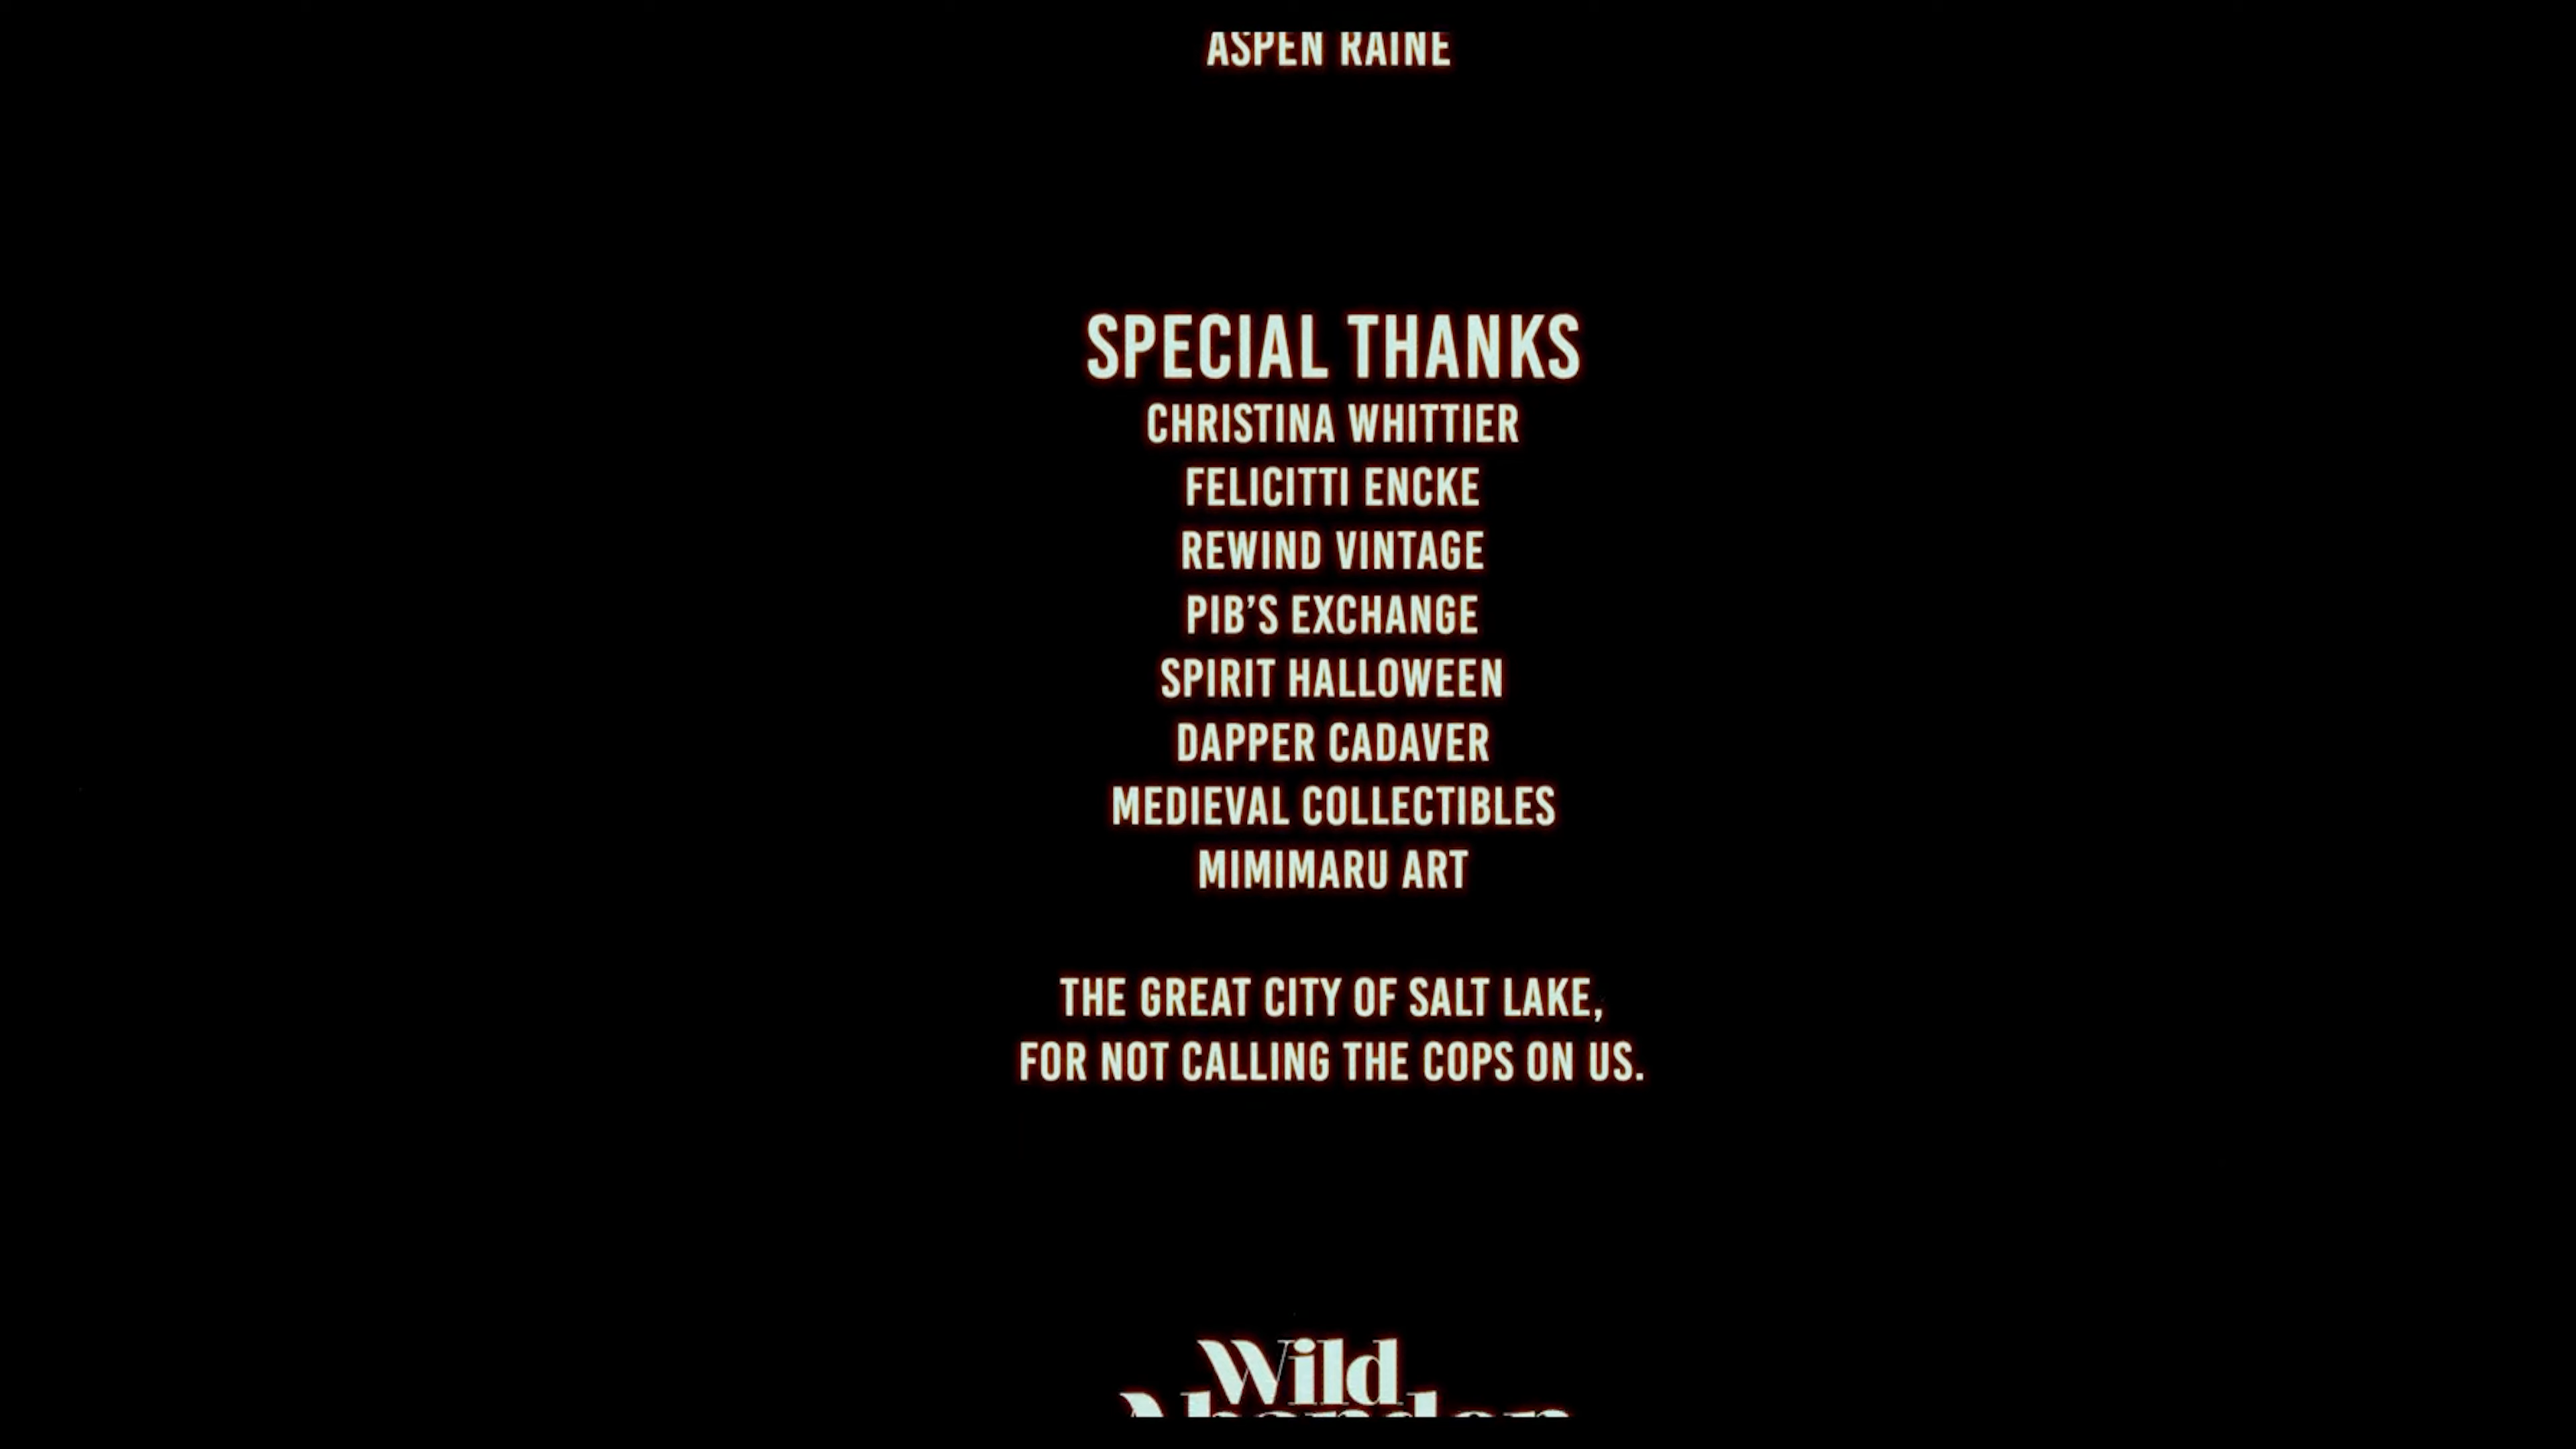 ASPEN RAINE
SPECIAL THANKS
CHRISTINA WHITTIER
FELICITTI ENCKE
REWIND VINTAGE
PIB'S EXCHANGE
SPIRIT HALLOWEEN
DAPPER CADAVER
MEDIEVAL COLLECTIBLES
MIMIMARU ART
THE GREAT CITY OF SALT LAKE,
FOR NOT CALLING THE COPS ON US.
Wild
Abandon